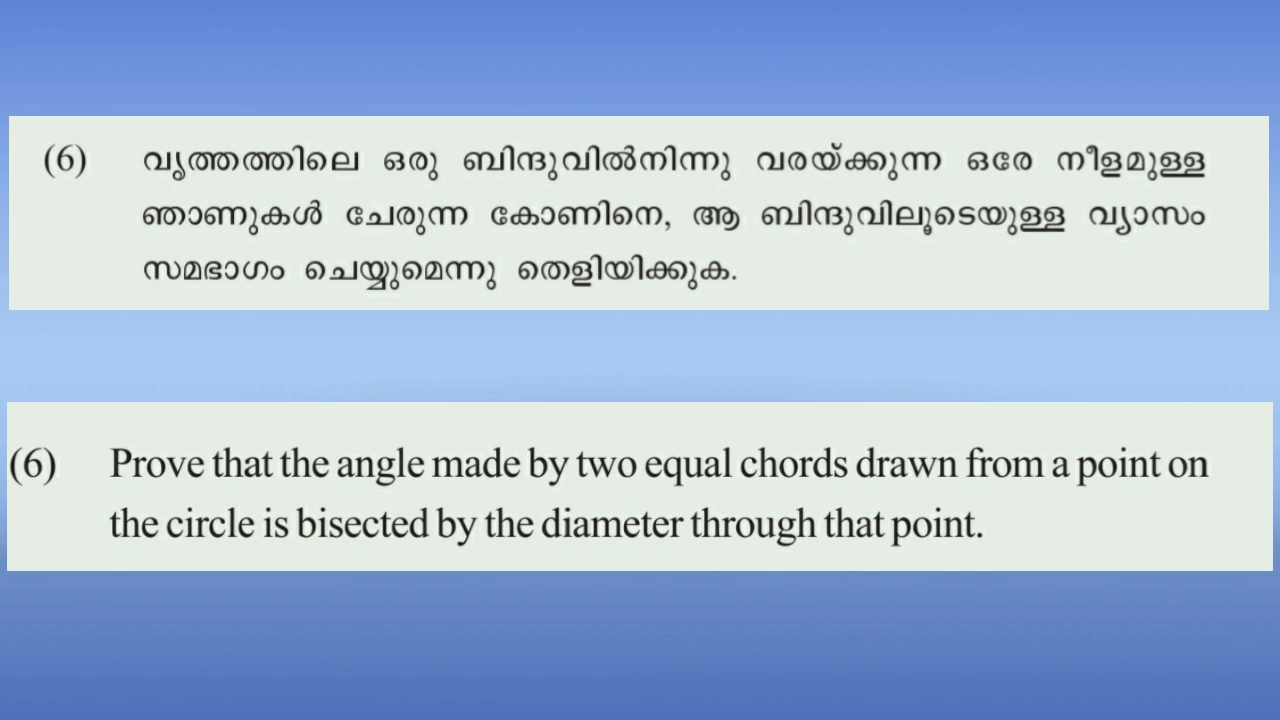 (6) വൃത്തത്തിലെ ഒരു ബിന്ദുവിൽനിന്നു വരയ്ക്കുന്ന ഒരേ നീളമുള്ള
ഞാണുകൾ ചേരുന്ന കോണിനെ, ആ ബിന്ദുവിലൂടെയുള്ള വ്യാസം
സമഭാഗം ചെയ്യുമെന്നു തെളിയിക്കുക.
(6) Prove that the angle made by two equal chords drawn from a point on
the circle is bisected by the diameter through that point.